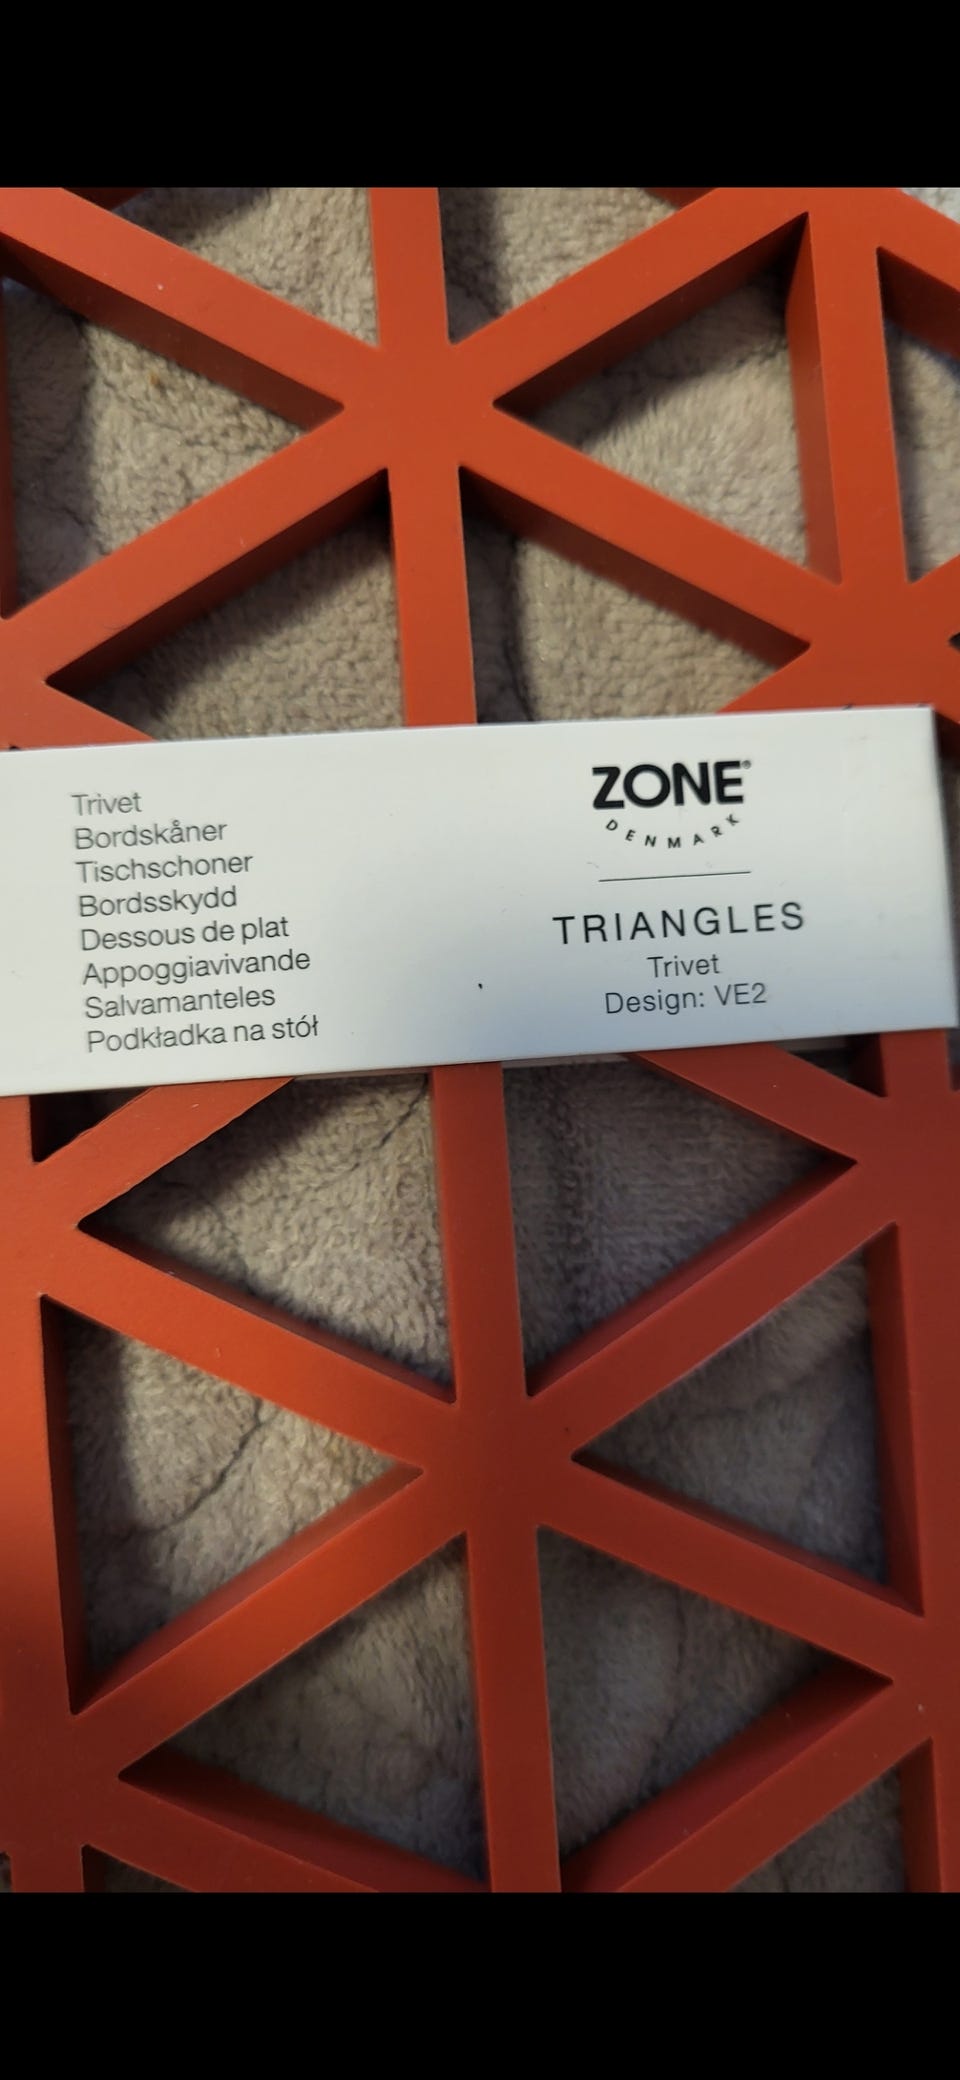 Trivet
Bordskåner
Tischschoner
Bordsskydd
Dessous de plat
Appoggiavivande
Salvamanteles
Podkładka na stół
ZONE®
DENMARK
TRIANGLES
Trivet
Design: VE2